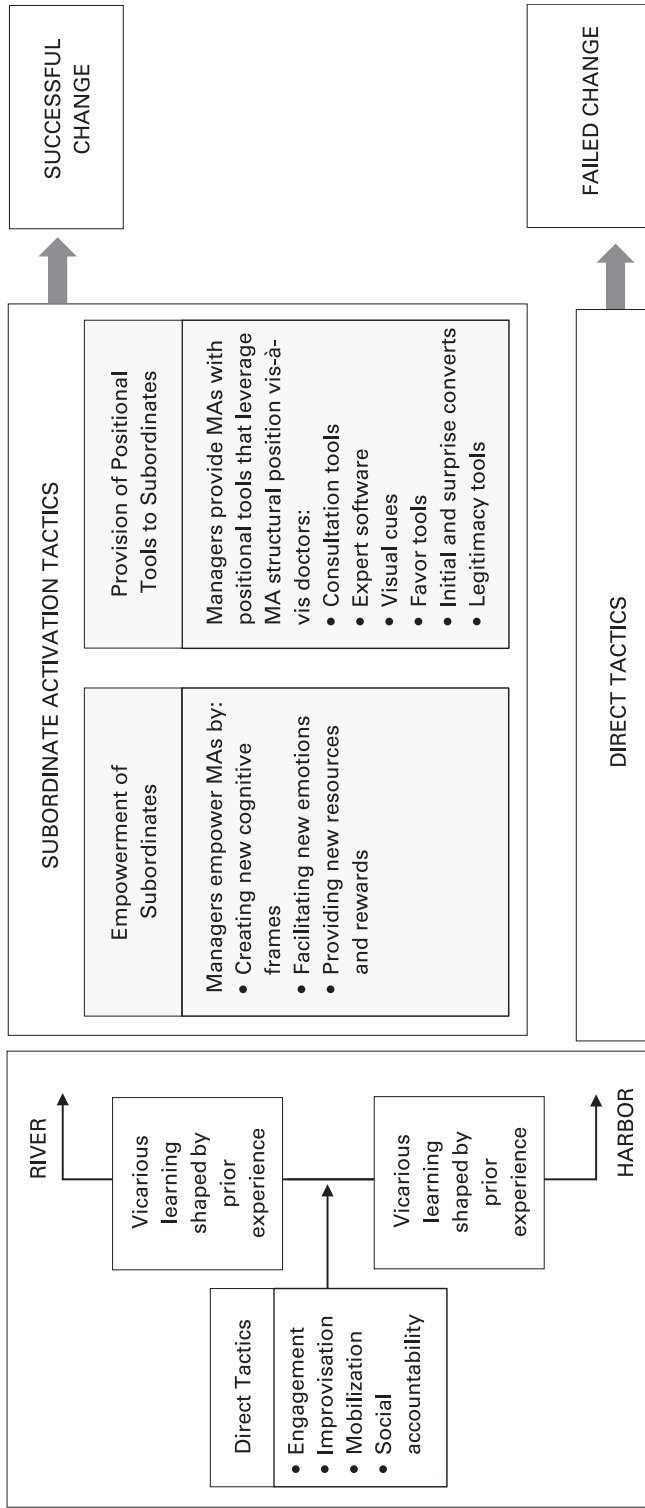 Direct Tactics
• Engagement
• Improvisation
• Mobilization
• Social
accountability
RIVER
Vicarious
learning
shaped by
prior
experience
Vicarious
learning
shaped by
prior
experience
HARBOR
SUBORDINATE ACTIVATION TACTICS
Empowerment of
Subordinates
Managers empower MAs by:
• Creating new cognitive
frames
• Facilitating new emotions
• Providing new resources
and rewards
Provision of Positional
Tools to Subordinates
Managers provide MAs with
positional tools that leverage
MA structural position vis-à-
vis doctors:
• Consultation tools
• Expert software
• Visual cues
• Favor tools
• Initial and surprise converts
• Legitimacy tools
SUCCESSFUL
CHANGE
DIRECT TACTICS
FAILED CHANGE